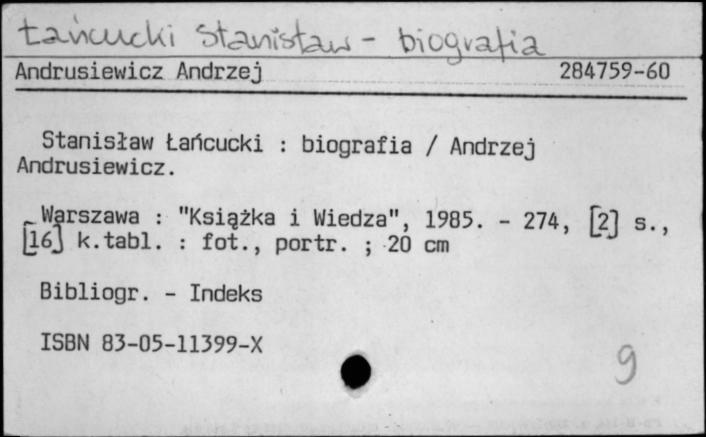 Łańcucki Stanisław - biografia
Andrusiewicz Andrzej 284759-60
Stanisław Łańcucki : biografia / Andrzej
Andrusiewicz.
Warszawa : "Książka i Wiedza", 1985. - 274, [2] s.,
[16] k.tabl. : fot., portr. ; 20 cm
Bibliogr. - Indeks
ISBN 83-05-11399-X
9